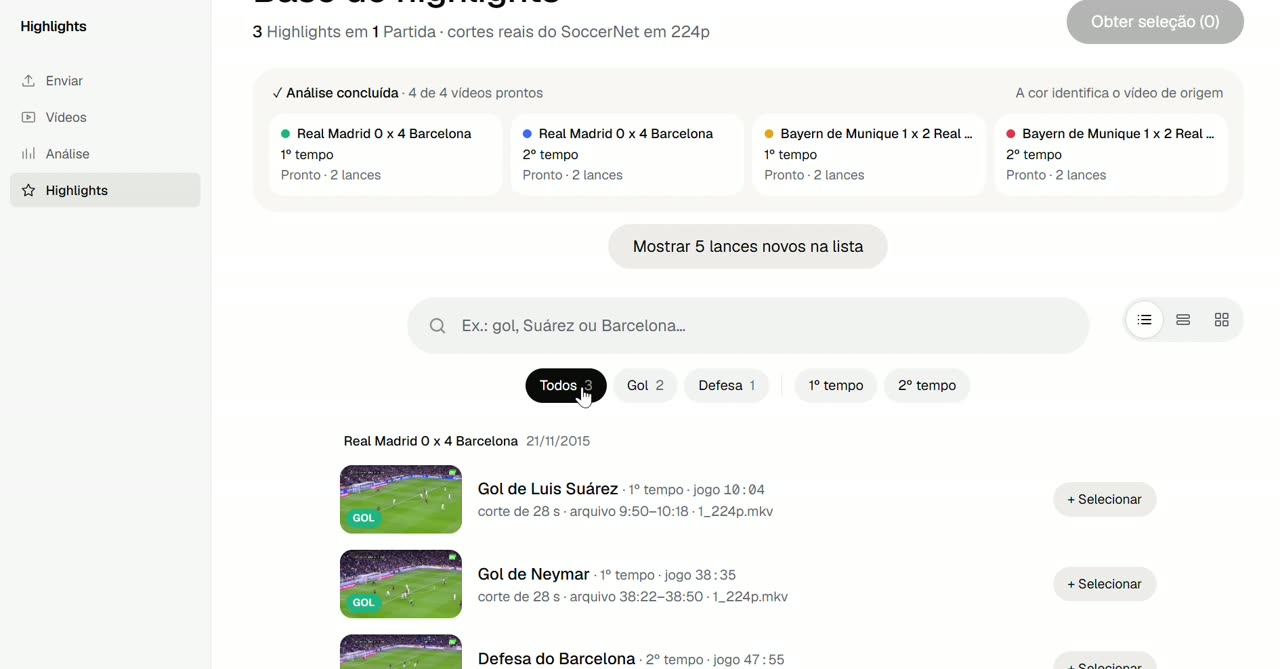 Base de highlights
Highlights
3 Highlights em 1 Partida · cortes reais do SoccerNet em 224p
Obter seleção (0)
Enviar
Vídeos
Análise
Highlights
✓ Análise concluída · 4 de 4 vídeos prontos
A cor identifica o vídeo de origem
Real Madrid 0 x 4 Barcelona
1º tempo
Pronto · 2 lances
Real Madrid 0 x 4 Barcelona
2º tempo
Pronto · 2 lances
Bayern de Munique 1 x 2 Real ...
1º tempo
Pronto · 2 lances
Bayern de Munique 1 x 2 Real ...
2º tempo
Pronto · 2 lances
Mostrar 5 lances novos na lista
Ex.: gol, Suárez ou Barcelona...
Todos 3
Gol 2
Defesa 1
1º tempo
2º tempo
Real Madrid 0 x 4 Barcelona 21/11/2015
GOL
Gol de Luis Suárez · 1º tempo · jogo 10:04
corte de 28 s · arquivo 9:50–10:18 · 1_224p.mkv
+ Selecionar
GOL
Gol de Neymar · 1º tempo · jogo 38:35
corte de 28 s · arquivo 38:22–38:50 · 1_224p.mkv
+ Selecionar
Defesa do Barcelona · 2º tempo · jogo 47:55
+ Selecionar